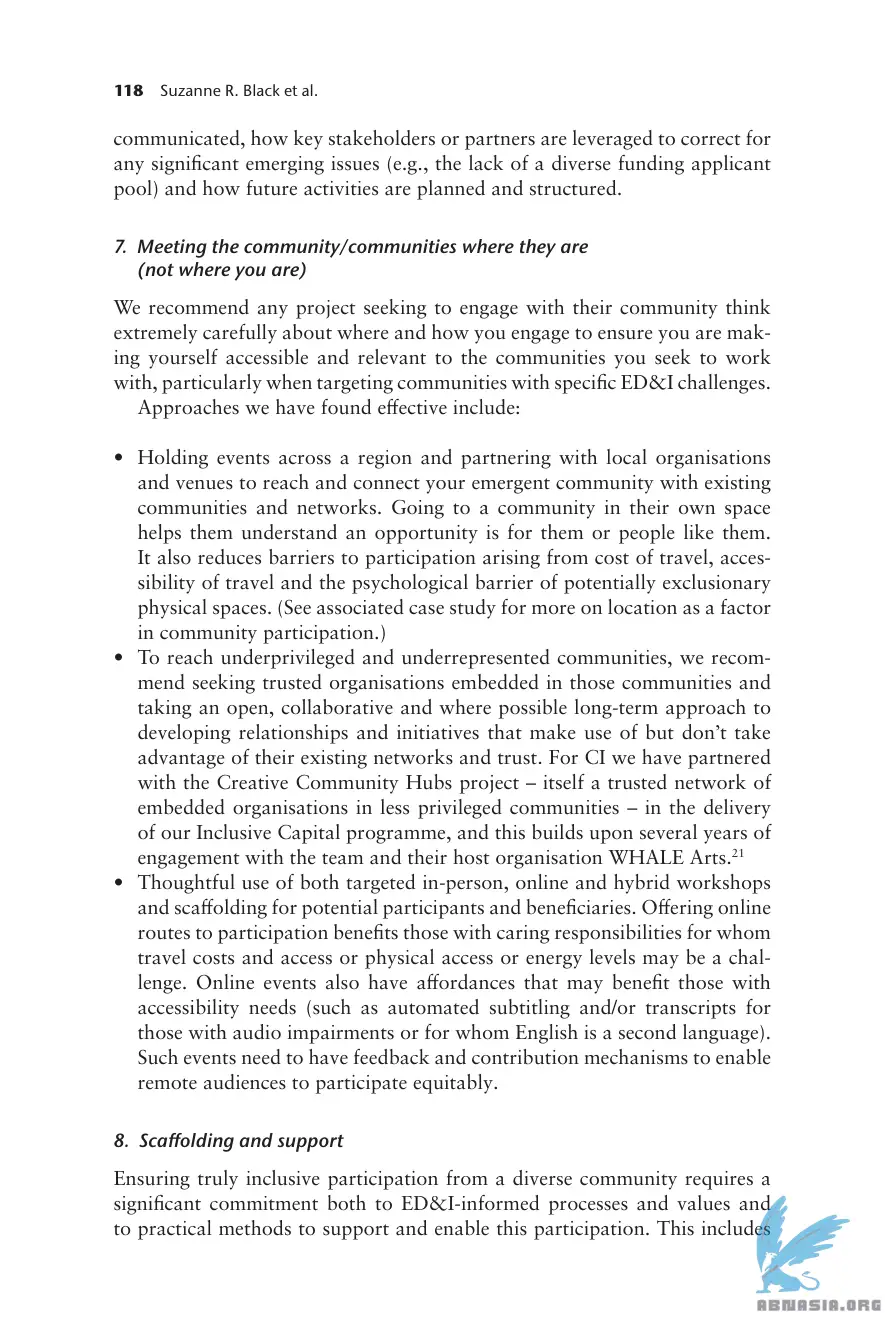 118 Suzanne R. Black et al.
communicated, how key stakeholders or partners are leveraged to correct for
any significant emerging issues (e.g., the lack of a diverse funding applicant
pool) and how future activities are planned and structured.
7. Meeting the community/communities where they are
(not where you are)
We recommend any project seeking to engage with their community think
extremely carefully about where and how you engage to ensure you are mak-
ing yourself accessible and relevant to the communities you seek to work
with, particularly when targeting communities with specific ED&I challenges.
Approaches we have found effective include:
• Holding events across a region and partnering with local organisations
and venues to reach and connect your emergent community with existing
communities and networks. Going to a community in their own space
helps them understand an opportunity is for them or people like them.
It also reduces barriers to participation arising from cost of travel, acces-
sibility of travel and the psychological barrier of potentially exclusionary
physical spaces. (See associated case study for more on location as a factor
in community participation.)
• To reach underprivileged and underrepresented communities, we recom-
mend seeking trusted organisations embedded in those communities and
taking an open, collaborative and where possible long-term approach to
developing relationships and initiatives that make use of but don’t take
advantage of their existing networks and trust. For CI we have partnered
with the Creative Community Hubs project – itself a trusted network of
embedded organisations in less privileged communities – in the delivery
of our Inclusive Capital programme, and this builds upon several years of
engagement with the team and their host organisation WHALE Arts.21
• Thoughtful use of both targeted in-person, online and hybrid workshops
and scaffolding for potential participants and beneficiaries. Offering online
routes to participation benefits those with caring responsibilities for whom
travel costs and access or physical access or energy levels may be a chal-
lenge. Online events also have affordances that may benefit those with
accessibility needs (such as automated subtitling and/or transcripts for
those with audio impairments or for whom English is a second language).
Such events need to have feedback and contribution mechanisms to enable
remote audiences to participate equitably.
8. Scaffolding and support
Ensuring truly inclusive participation from a diverse community requires a
significant commitment both to ED&I-informed processes and values and
to practical methods to support and enable this participation. This includes
ABNASIA.ORG